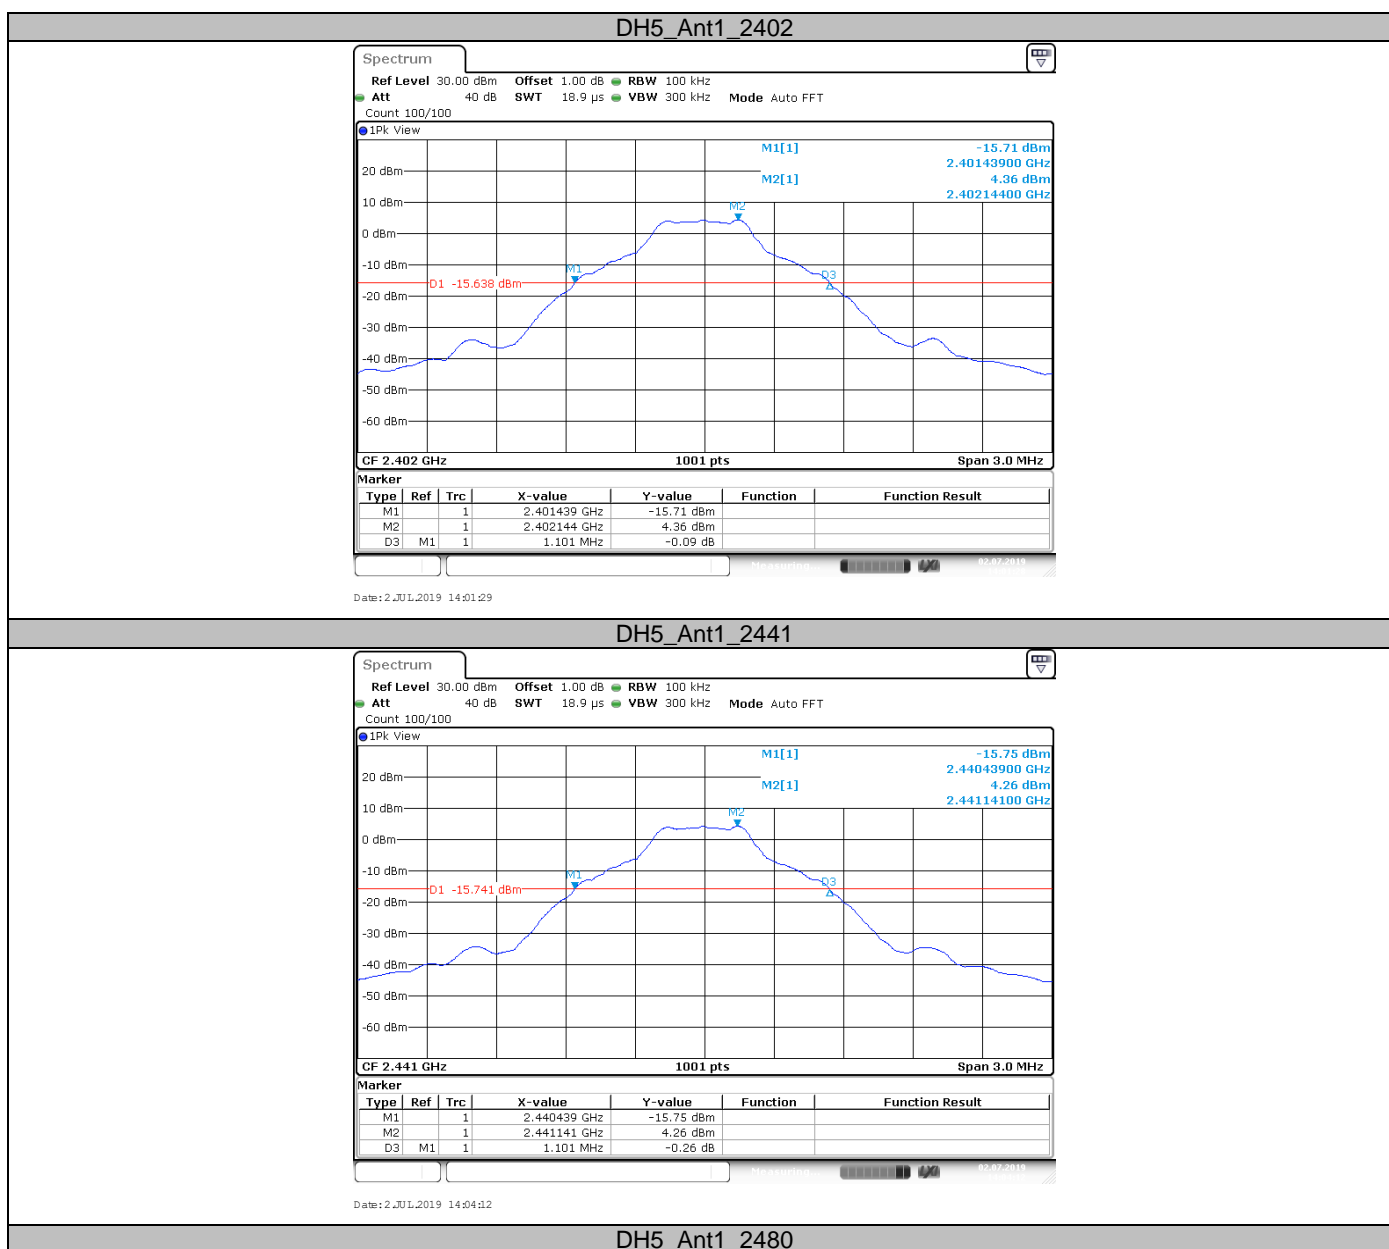 DH5_Ant1_2402
Spectrum
Ref Level 30.00 dBm Offset 1.00 dB RBW 100 kHz
Att 40 dB SWT 18.9 µs VBW 300 kHz Mode Auto FFT
Count 100/100
1Pk View
M1[1] -15.71 dBm
2.40143900 GHz
20 dBm
M2[1] 4.36 dBm
2.40214400 GHz
10 dBm
M2
0 dBm
-10 dBm
M1
D3
D1 -15.638 dBm
-20 dBm
-30 dBm
-40 dBm
-50 dBm
-60 dBm
CF 2.402 GHz 1001 pts Span 3.0 MHz
Marker
Type Ref Trc X-value Y-value Function Function Result
M1 1 2.401439 GHz -15.71 dBm
M2 1 2.402144 GHz 4.36 dBm
D3 M1 1 1.101 MHz -0.09 dB
Measuring... 02.07.2019
Date: 2.JUL.2019 14:01:29
DH5_Ant1_2441
Spectrum
Ref Level 30.00 dBm Offset 1.00 dB RBW 100 kHz
Att 40 dB SWT 18.9 µs VBW 300 kHz Mode Auto FFT
Count 100/100
1Pk View
M1[1] -15.75 dBm
2.44043900 GHz
20 dBm
M2[1] 4.26 dBm
2.44114100 GHz
10 dBm
M2
0 dBm
-10 dBm
M1
D3
D1 -15.741 dBm
-20 dBm
-30 dBm
-40 dBm
-50 dBm
-60 dBm
CF 2.441 GHz 1001 pts Span 3.0 MHz
Marker
Type Ref Trc X-value Y-value Function Function Result
M1 1 2.440439 GHz -15.75 dBm
M2 1 2.441141 GHz 4.26 dBm
D3 M1 1 1.101 MHz -0.26 dB
Measuring... 02.07.2019
Date: 2.JUL.2019 14:04:12
DH5_Ant1_2480